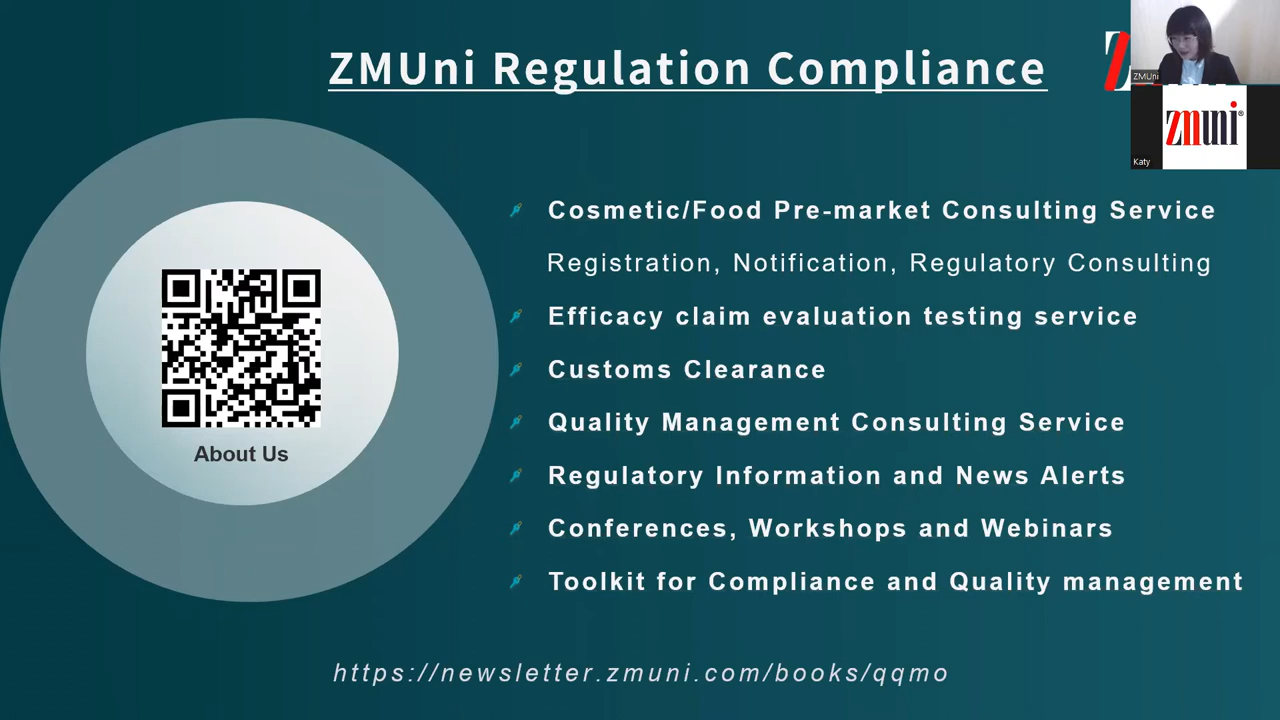 ZMUni Regulation Compliance
ZMUni
zmuni®
Katy
Cosmetic/Food Pre-market Consulting Service
Registration, Notification, Regulatory Consulting
Efficacy claim evaluation testing service
Customs Clearance
Quality Management Consulting Service
Regulatory Information and News Alerts
Conferences, Workshops and Webinars
Toolkit for Compliance and Quality management
About Us
https://newsletter.zmuni.com/books/qqmo